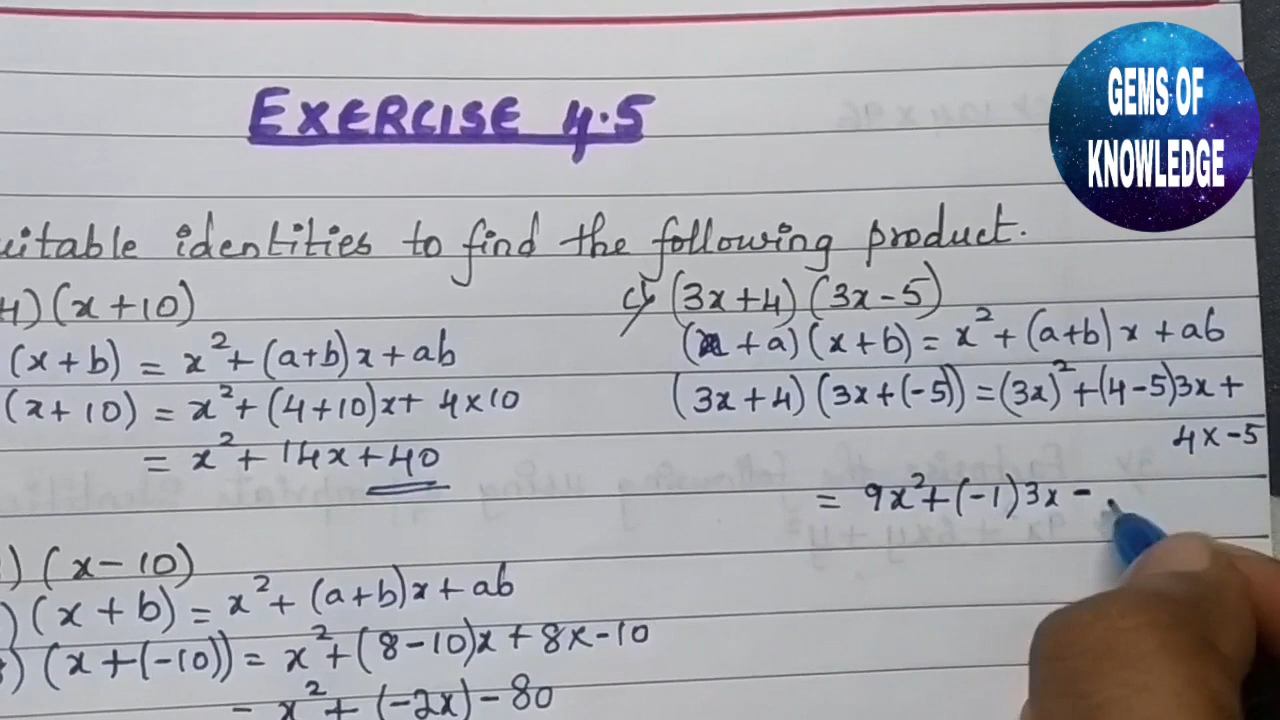 EXERCISE 4.5
GEMS OF
KNOWLEDGE
uitable identities to find the following product.
4) (x + 10)
(x + b) = x² + (a+b)x + ab
(x + 10) = x² + (4+10)x + 4×10
= x² + 14x + 40
) (x - 10)
) (x + b) = x² + (a+b)x + ab
) (x + (-10)) = x² + (8-10)x + 8×-10
= x² + (-2x) - 80
c) (3x+4) (3x-5)
(x + a) (x + b) = x² + (a+b)x + ab
(3x+4) (3x+(-5)) = (3x)² + (4-5)3x +
4×-5
= 9x² + (-1)3x -